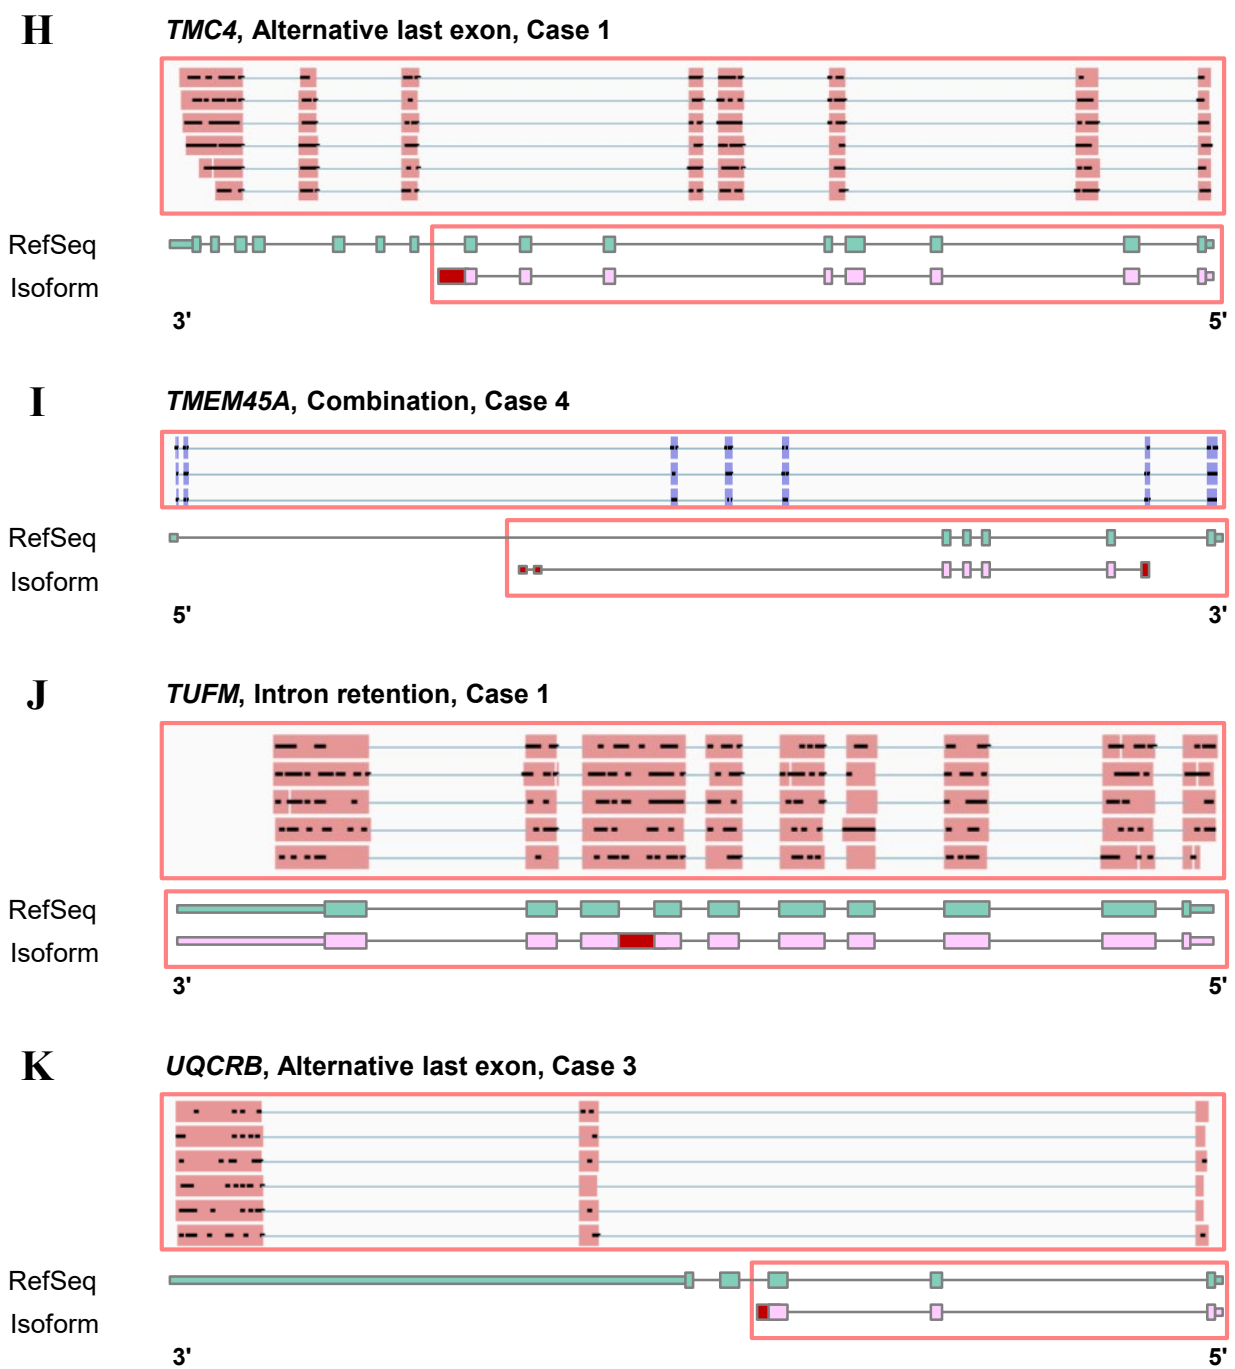 H TMC4, Alternative last exon, Case 1
RefSeq
Isoform
3' 5'
I TMEM45A, Combination, Case 4
RefSeq
Isoform
5' 3'
J TUFM, Intron retention, Case 1
RefSeq
Isoform
3' 5'
K UQCRB, Alternative last exon, Case 3
RefSeq
Isoform
3' 5'